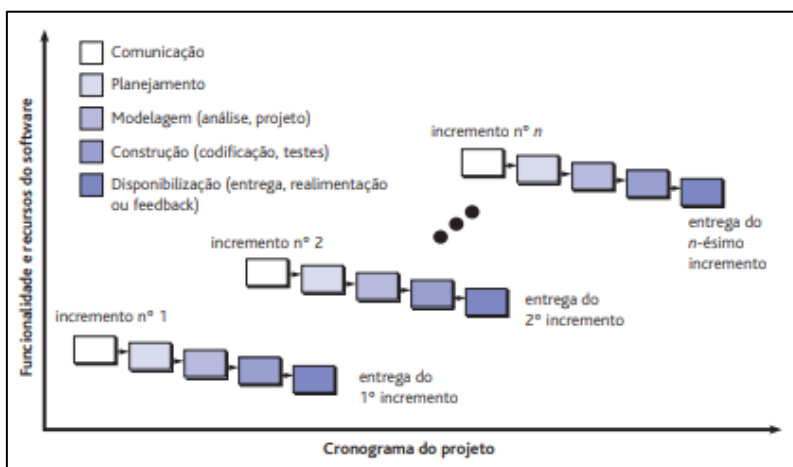 Funcionalidade e recursos do software
Comunicação
Planejamento
Modelagem (análise, projeto)
Construção (codificação, testes)
Disponibilização (entrega, realimentação
ou feedback)
incremento nº n
entrega do
n-ésimo
incremento
incremento nº 2
entrega do
2º incremento
incremento nº 1
entrega do
1º incremento
Cronograma do projeto